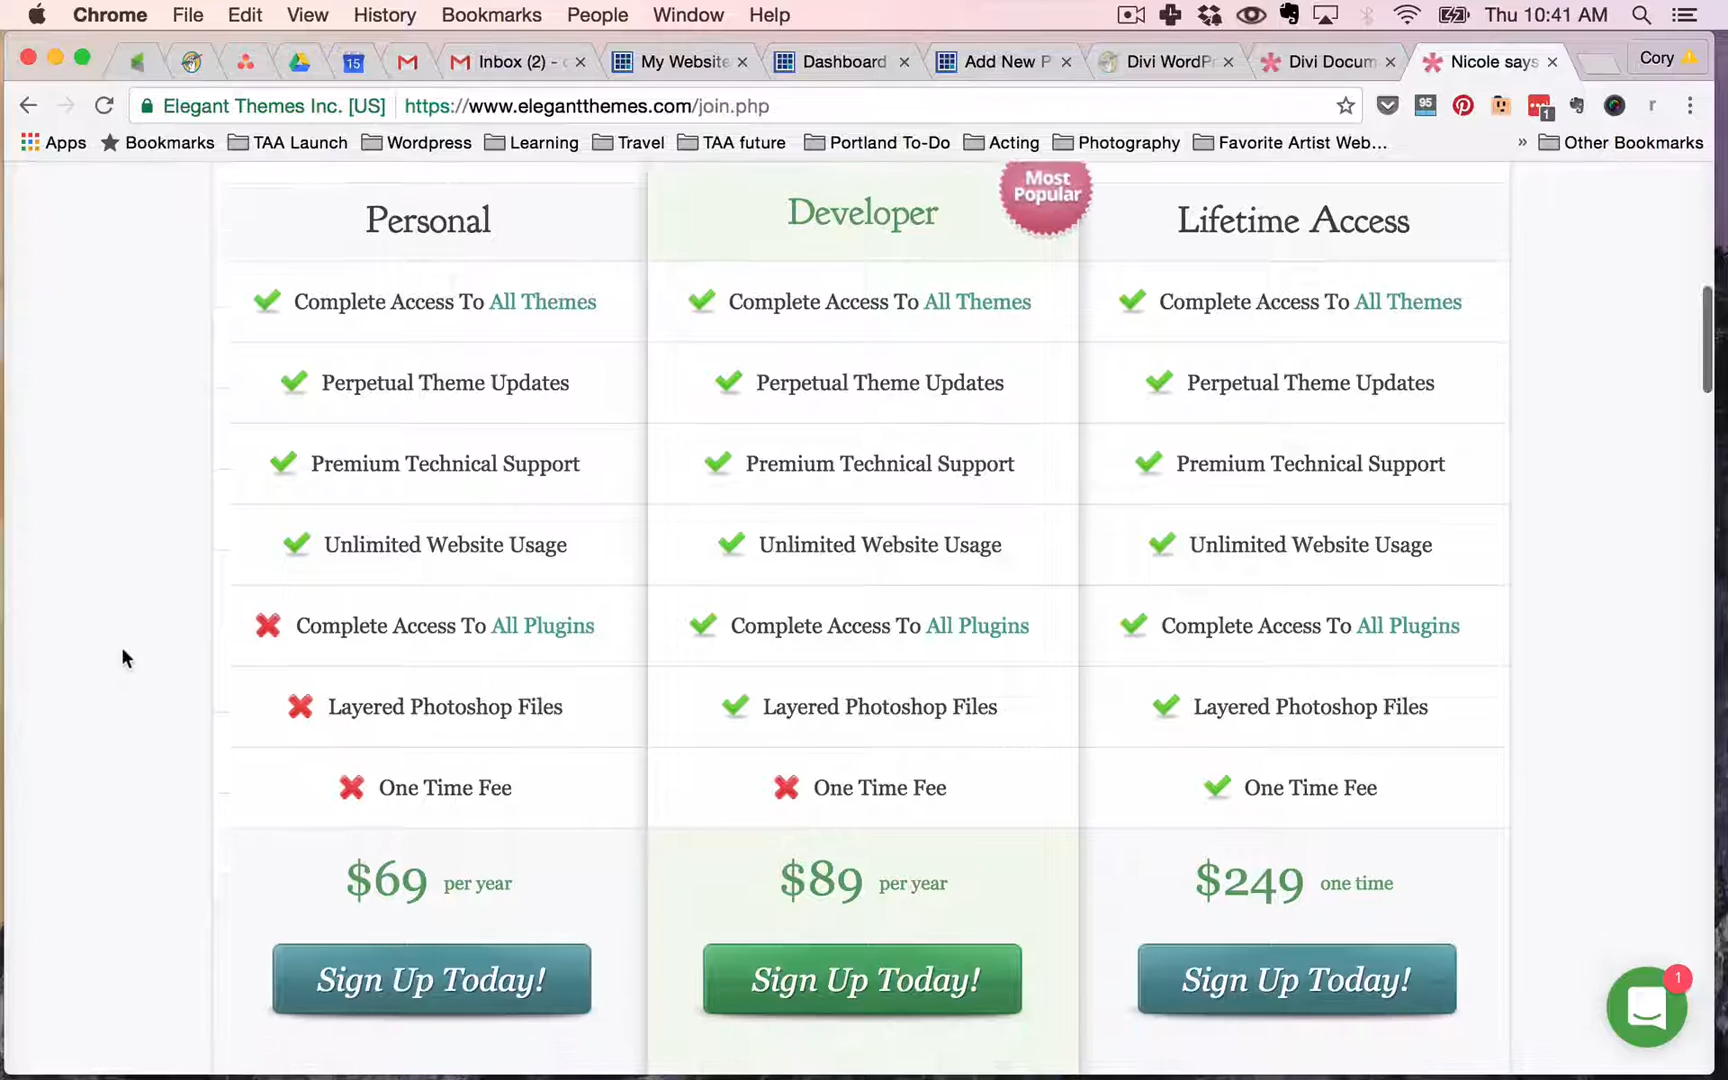 Chrome File Edit View History Bookmarks People Window Help Thu 10:41 AM
15 Inbox (2) - My Website Dashboard Add New P Divi WordPr Divi Docum Nicole says Cory
Elegant Themes Inc. [US] https://www.elegantthemes.com/join.php 95 1 r
Apps Bookmarks TAA Launch Wordpress Learning Travel TAA future Portland To-Do Acting Photography Favorite Artist Web... » Other Bookmarks
Most
Popular
Personal Developer Lifetime Access
Complete Access To All Themes Complete Access To All Themes Complete Access To All Themes
Perpetual Theme Updates Perpetual Theme Updates Perpetual Theme Updates
Premium Technical Support Premium Technical Support Premium Technical Support
Unlimited Website Usage Unlimited Website Usage Unlimited Website Usage
Complete Access To All Plugins Complete Access To All Plugins Complete Access To All Plugins
Layered Photoshop Files Layered Photoshop Files Layered Photoshop Files
One Time Fee One Time Fee One Time Fee
$69 per year $89 per year $249 one time
Sign Up Today! Sign Up Today! Sign Up Today!
1